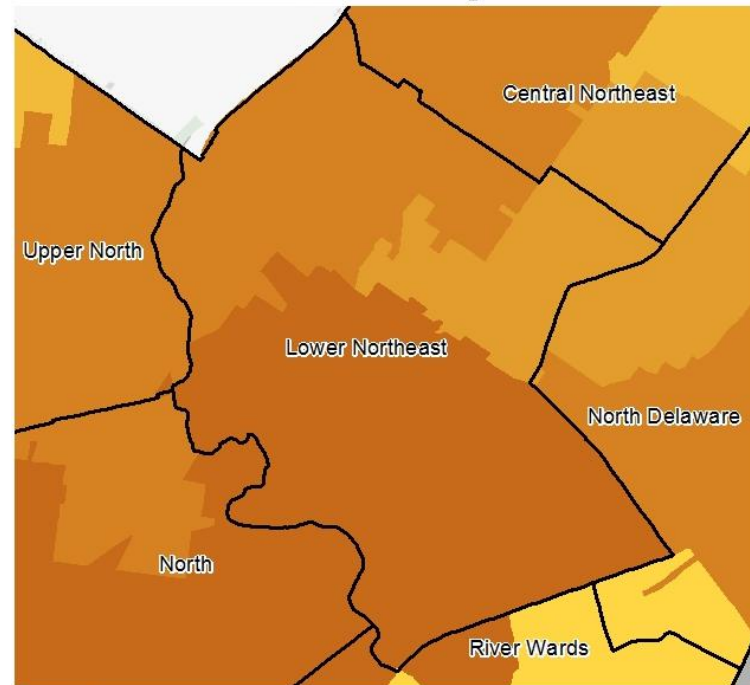 Central Northeast
Upper North
Lower Northeast
North Delaware
North
River Wards